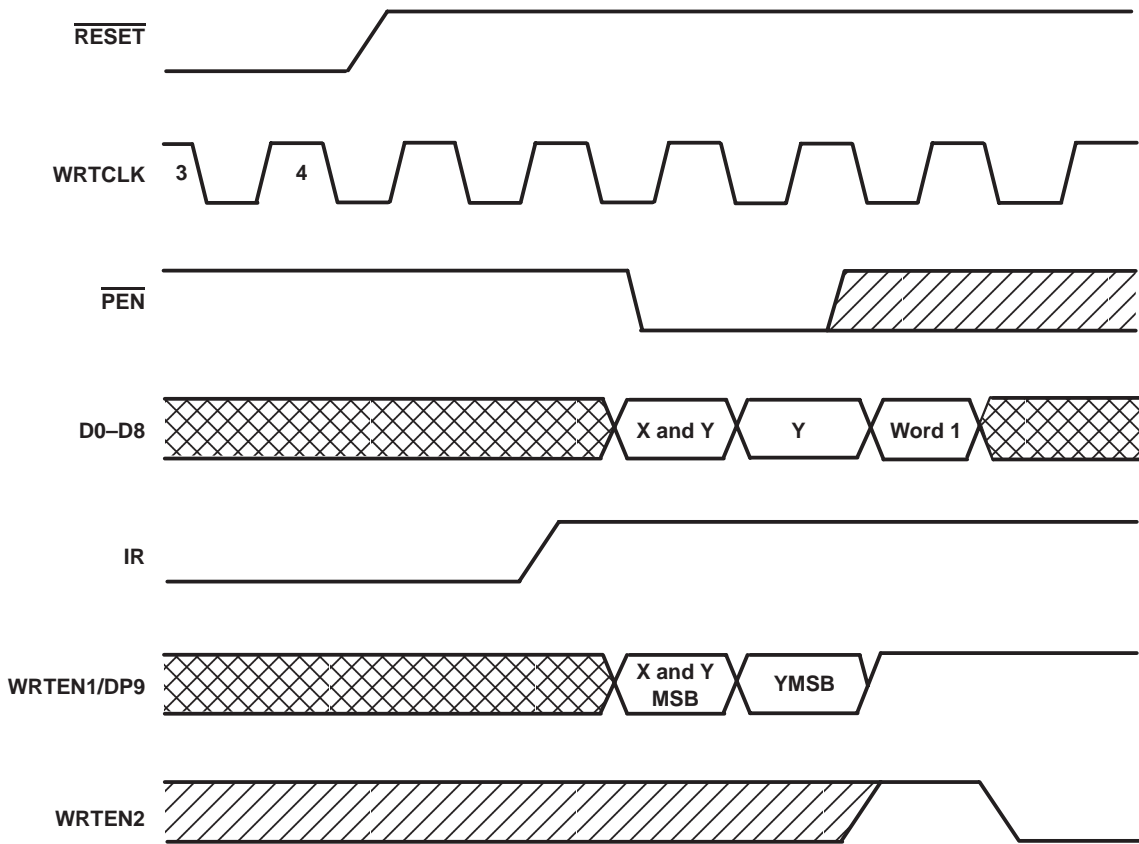 RESET
WRTCLK
3
4
PEN
D0–D8
X and Y
Y
Word 1
IR
WRTEN1/DP9
X and Y
MSB
YMSB
WRTEN2